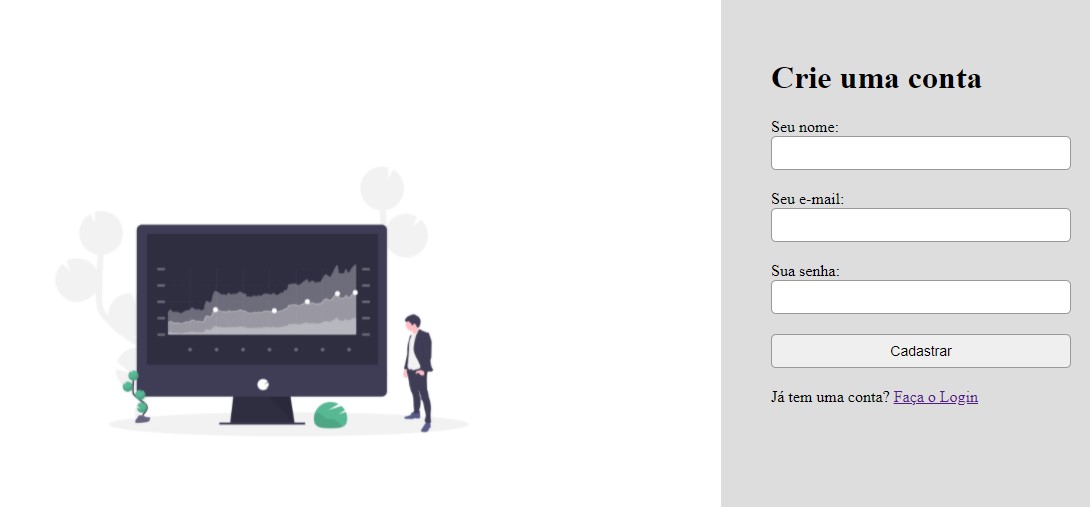 Crie uma conta
Seu nome:
Seu e-mail:
Sua senha:
Cadastrar
Já tem uma conta? Faça o Login